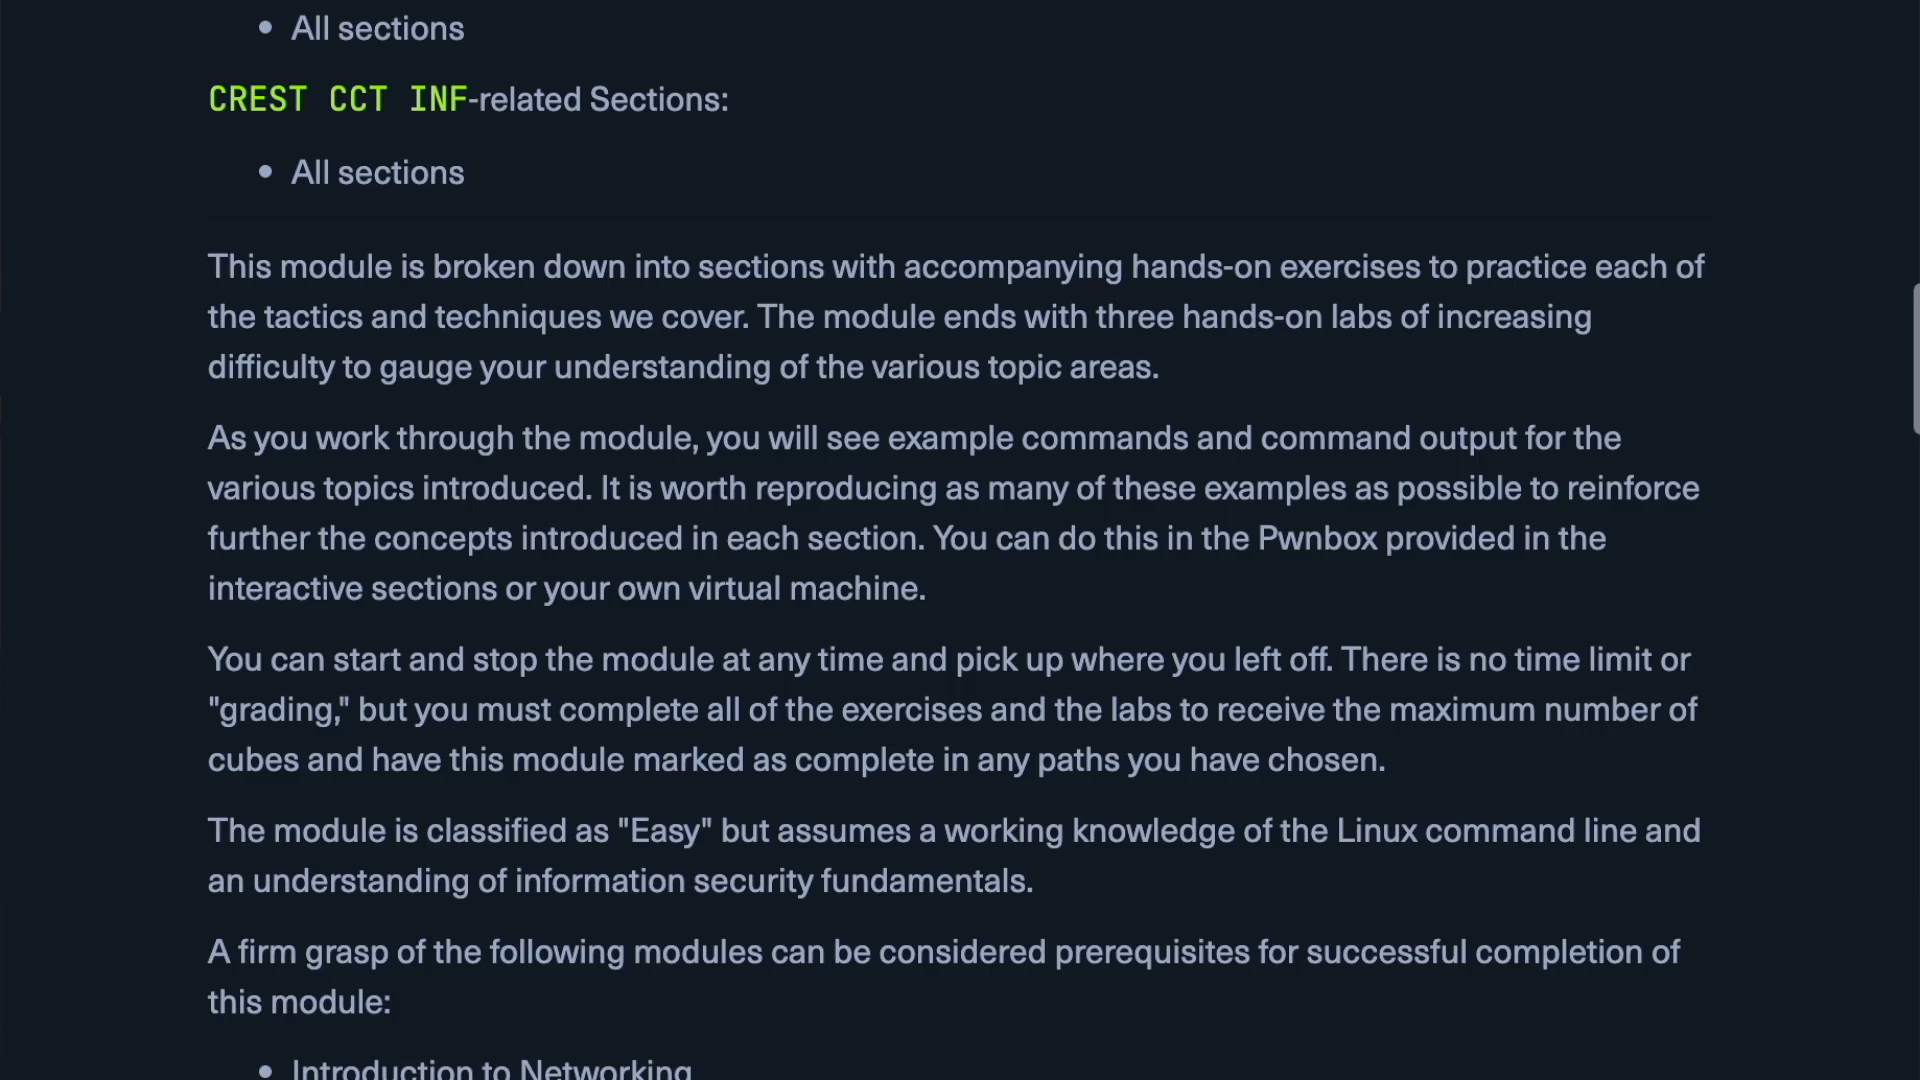 • All sections
CREST CCT INF-related Sections:
• All sections
This module is broken down into sections with accompanying hands-on exercises to practice each of
the tactics and techniques we cover. The module ends with three hands-on labs of increasing
difficulty to gauge your understanding of the various topic areas.
As you work through the module, you will see example commands and command output for the
various topics introduced. It is worth reproducing as many of these examples as possible to reinforce
further the concepts introduced in each section. You can do this in the Pwnbox provided in the
interactive sections or your own virtual machine.
You can start and stop the module at any time and pick up where you left off. There is no time limit or
"grading," but you must complete all of the exercises and the labs to receive the maximum number of
cubes and have this module marked as complete in any paths you have chosen.
The module is classified as "Easy" but assumes a working knowledge of the Linux command line and
an understanding of information security fundamentals.
A firm grasp of the following modules can be considered prerequisites for successful completion of
this module:
• Introduction to Networking